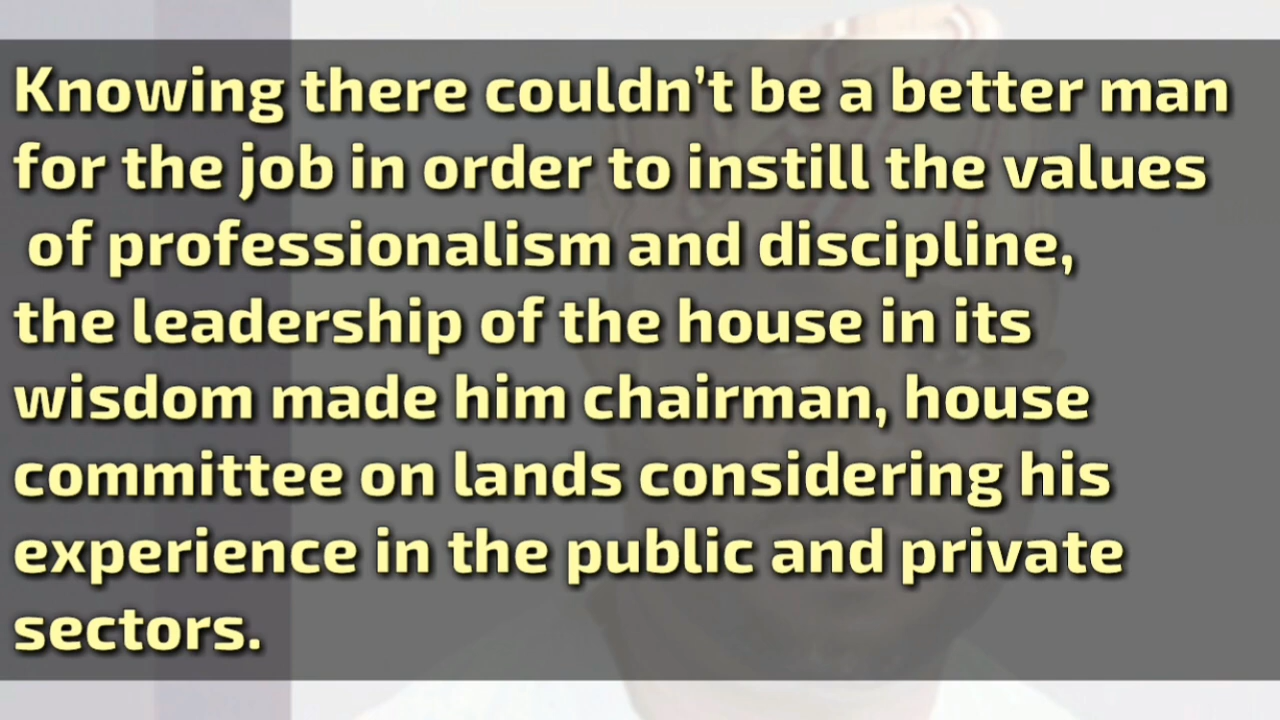 Knowing there couldn’t be a better man
for the job in order to instill the values
of professionalism and discipline,
the leadership of the house in its
wisdom made him chairman, house
committee on lands considering his
experience in the public and private
sectors.